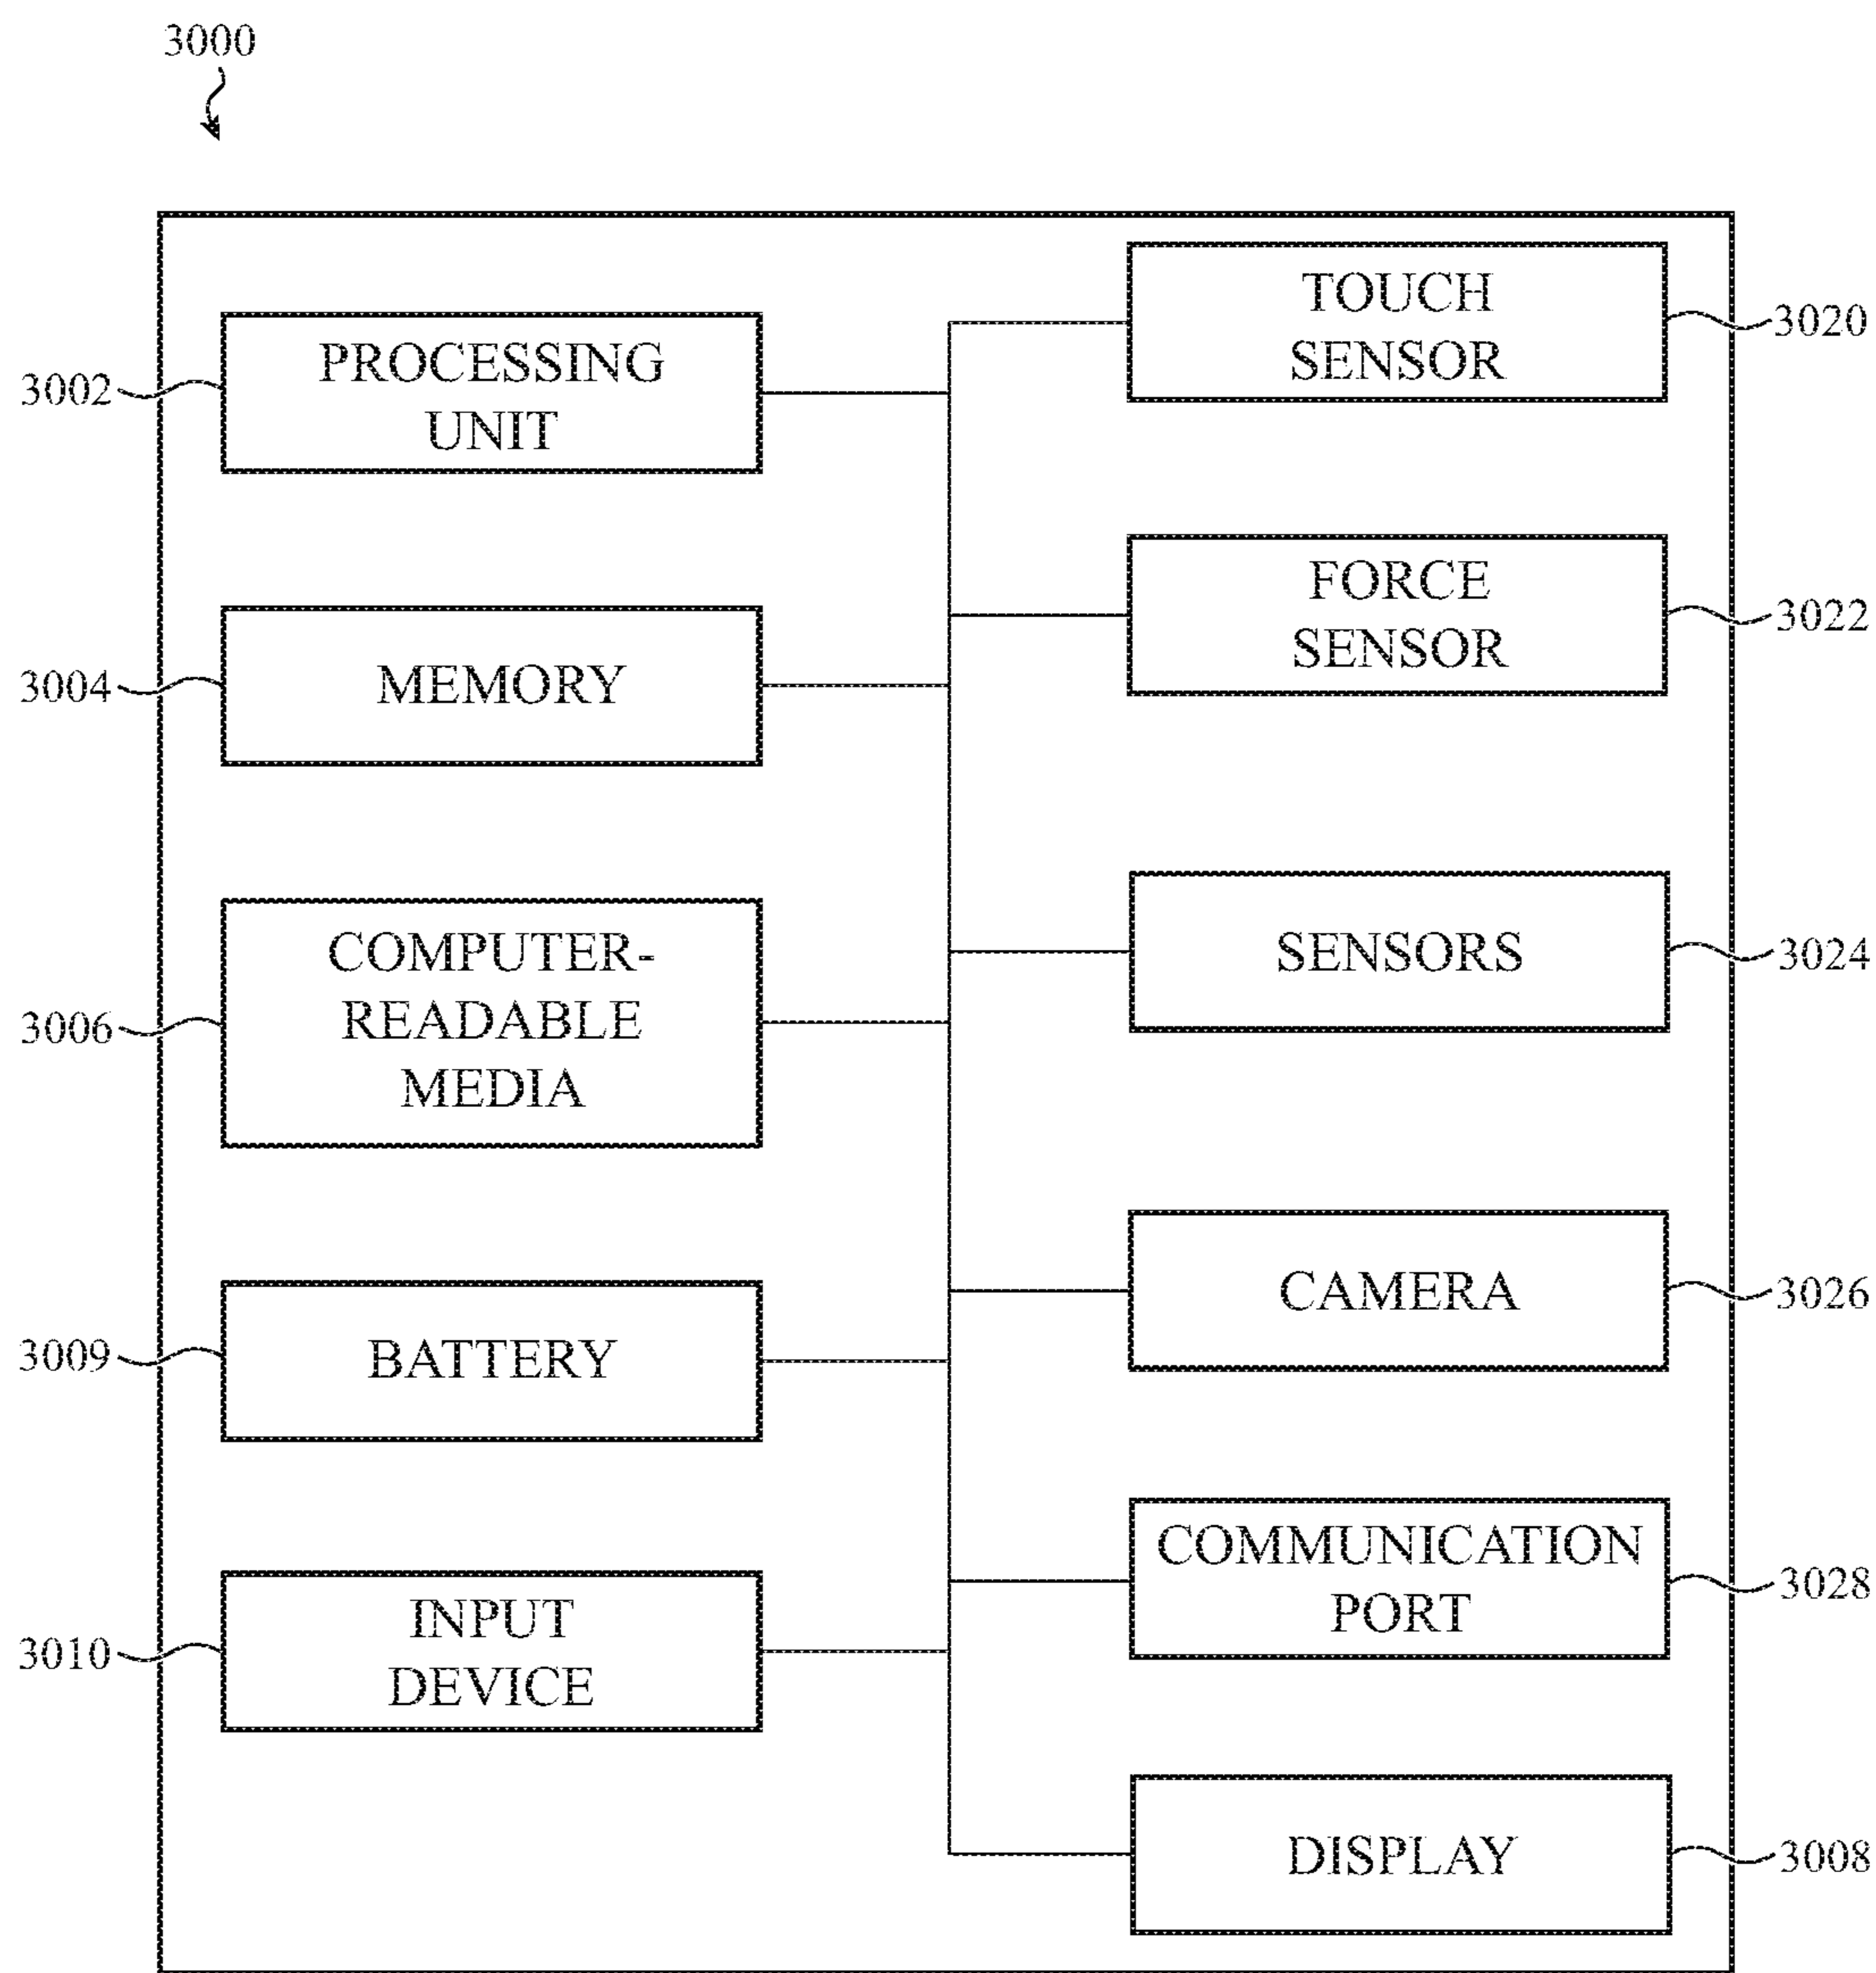 3000
3002
PROCESSING
UNIT
3004
MEMORY
3006
COMPUTER-
READABLE
MEDIA
3009
BATTERY
3010
INPUT
DEVICE
TOUCH
SENSOR
3020
FORCE
SENSOR
3022
SENSORS
3024
CAMERA
3026
COMMUNICATION
PORT
3028
DISPLAY
3008